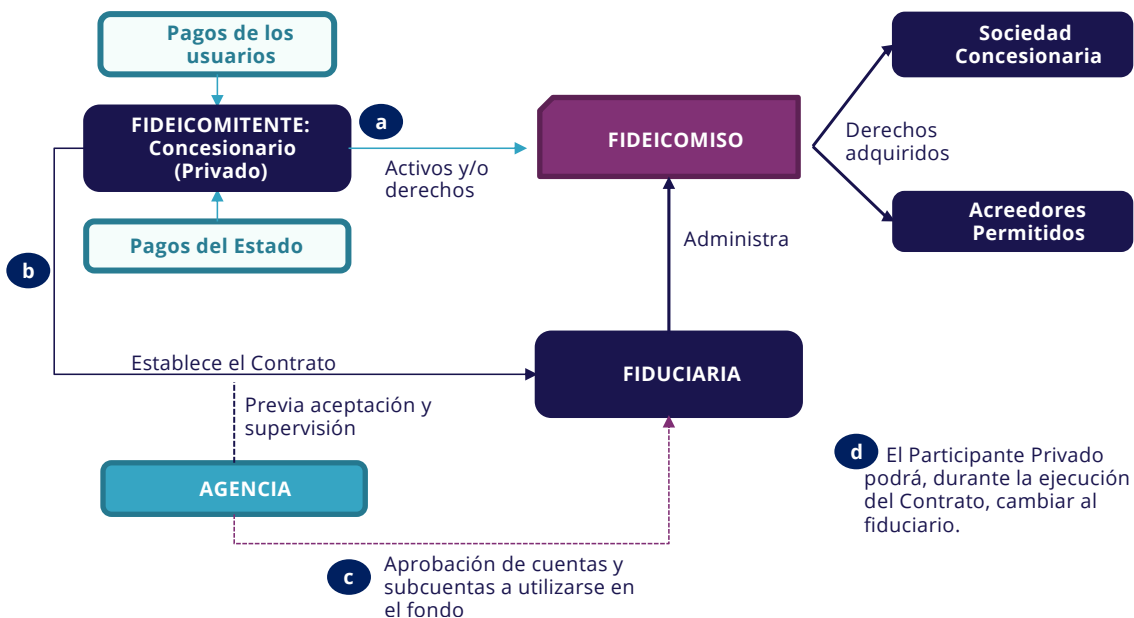 Pagos de los
usuarios
FIDEICOMITENTE:
Concesionario
(Privado)
Pagos del Estado
a
Activos y/o
derechos
FIDEICOMISO
Sociedad
Concesionaria
Derechos
adquiridos
Acreedores
Permitidos
Administra
b
Establece el Contrato
FIDUCIARIA
Previa aceptación y
supervisión
AGENCIA
c
Aprobación de cuentas y
subcuentas a utilizarse en
el fondo
d El Participante Privado
podrá, durante la ejecución
del Contrato, cambiar al
fiduciario.